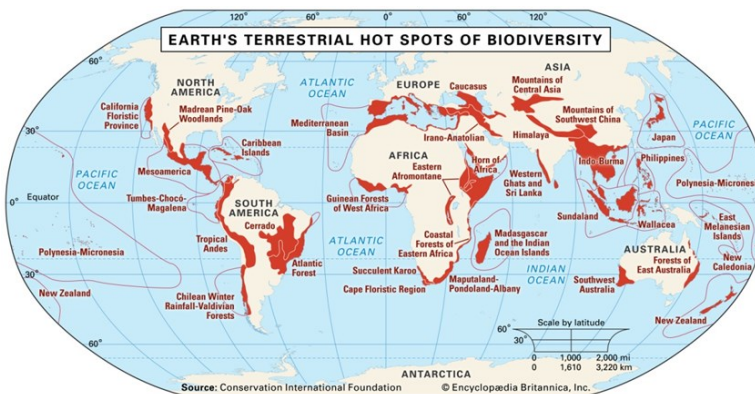 120°
60°
0°
60°
120°
EARTH'S TERRESTRIAL HOT SPOTS OF BIODIVERSITY
60°
60°
NORTH
AMERICA
ATLANTIC
OCEAN
EUROPE
ASIA
Caucasus
Mountains of
Central Asia
California
Floristic
Province
Madrean Pine-Oak
Woodlands
Mediterranean
Basin
Mountains of
Southwest China
PACIFIC
OCEAN
30°
30°
Irano-Anatolian
Himalaya
Japan
Caribbean
Islands
AFRICA
Horn of
Africa
Indo-Burma
Philippines
PACIFIC
OCEAN
Mesoamerica
Eastern
Afromontane
Western
Ghats and
Sri Lanka
Polynesia-Micronesia
Equator
0°
0°
Tumbes-Chocó-
Magalena
SOUTH
AMERICA
Guinean Forests
of West Africa
Sundaland
Wallacea
East
Melanesian
Islands
Cerrado
Polynesia-Micronesia
Tropical
Andes
Atlantic
Forest
ATLANTIC
OCEAN
Coastal
Forests of
Eastern Africa
Madagascar
and the Indian
Ocean Islands
INDIAN
OCEAN
AUSTRALIA
Forests of
East Australia
New
Caledonia
30°
30°
Succulent Karoo
Cape Floristic Region
Maputaland-
Pondoland-Albany
Southwest
Australia
New Zealand
Chilean Winter
Rainfall-Valdivian
Forests
New Zealand
60°
60°
Scale by latitude
60°
30°
0 1,000 2,000 mi
0 1,610 3,220 km
ANTARCTICA
Source: Conservation International Foundation
© Encyclopædia Britannica, Inc.